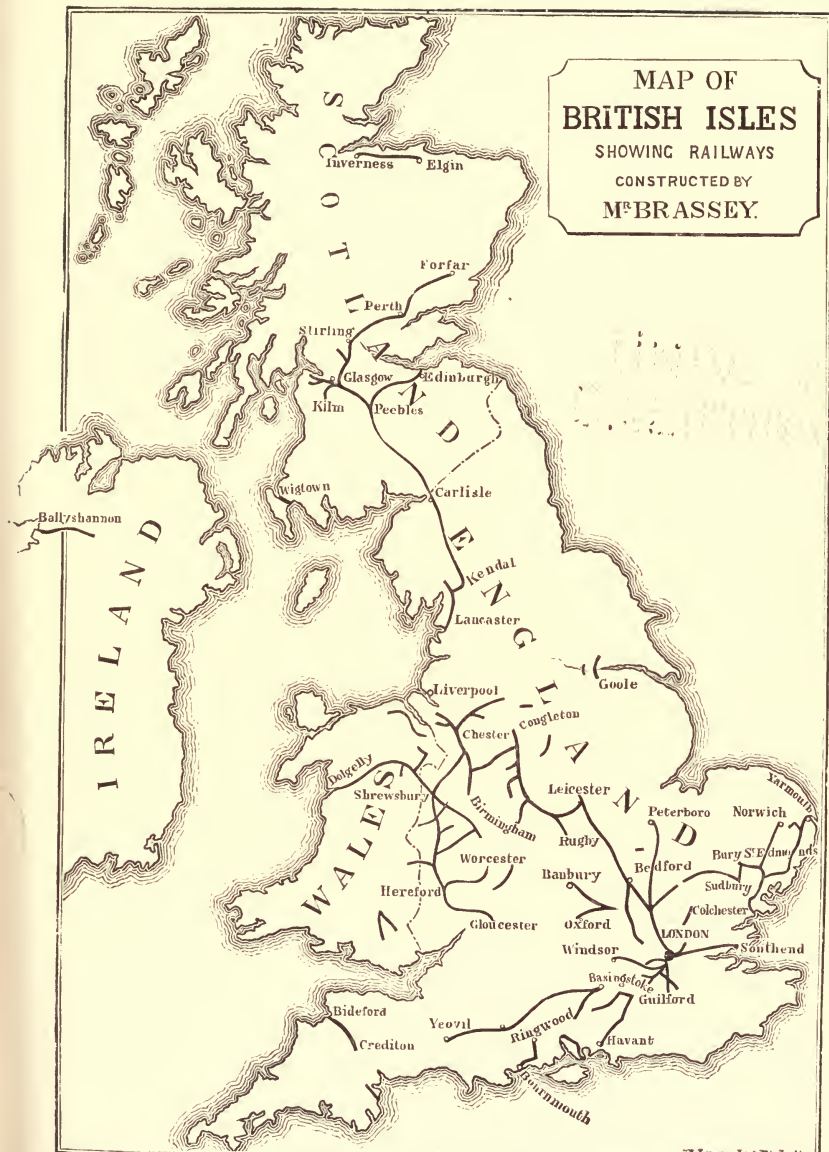 MAP OF
BRITISH ISLES
SHOWING RAILWAYS
CONSTRUCTED BY
MR BRASSEY.
SCOTLAND
Inverness
Elgin
Forfar
Perth
Stirling
Glasgow
Edinburgh
Kilm
Peebles
Wigtown
Carlisle
Ballyshannon
IRELAND
ENGLAND
Kendal
Lancaster
Goole
Liverpool
Congleton
Chester
Dolgelly
Shrewsbury
WALES
Birmingham
Leicester
Rugby
Peterboro
Norwich
Yarmouth
Bury St Edmonds
Sudbury
Bedford
Worcester
Banbury
Hereford
Colchester
Gloucester
Oxford
LONDON
Windsor
Southend
Basingstoke
Guilford
Bideford
Crediton
Yeovil
Ringwood
Havant
Bournmouth